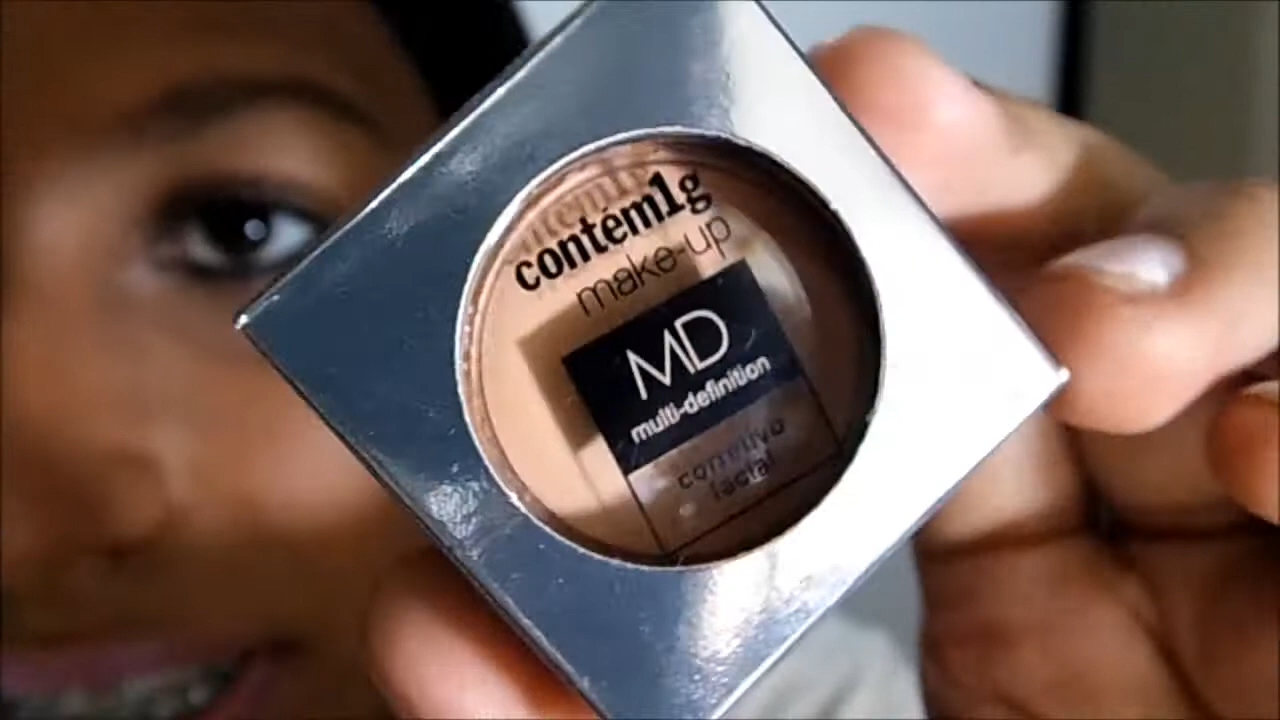 contém1g
make-up
MD
multi-definition
corretivo
facial